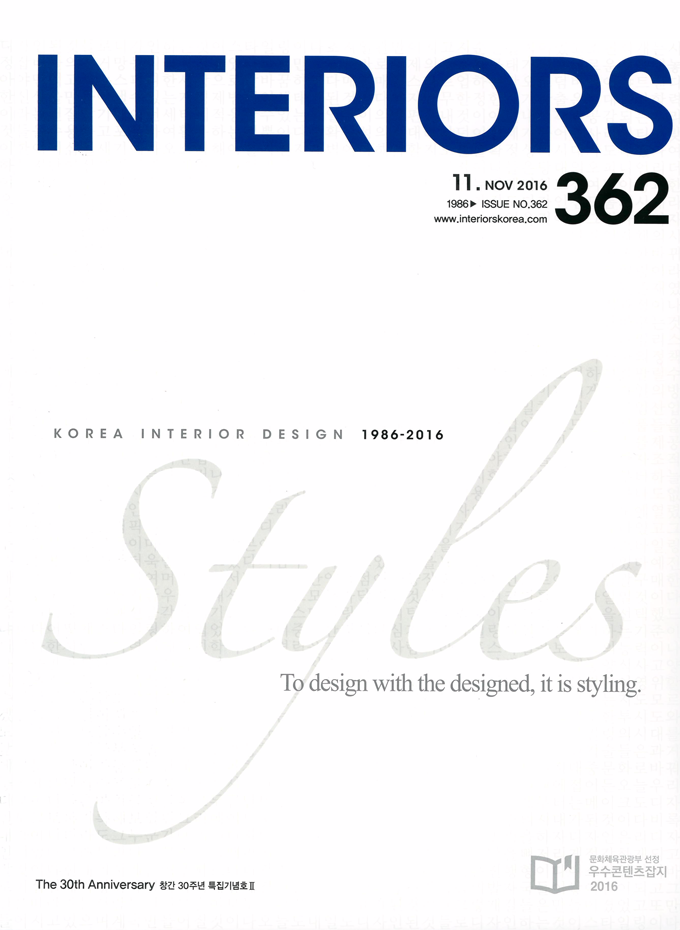 INTERIORS
11. NOV 2016
1986▶ ISSUE NO.362
www.interiorskorea.com
362
KOREA INTERIOR DESIGN 1986-2016
Styles
To design with the designed, it is styling.
The 30th Anniversary 창간 30주년 특집기념호Ⅱ
문화체육관광부 선정
우수콘텐츠잡지
2016